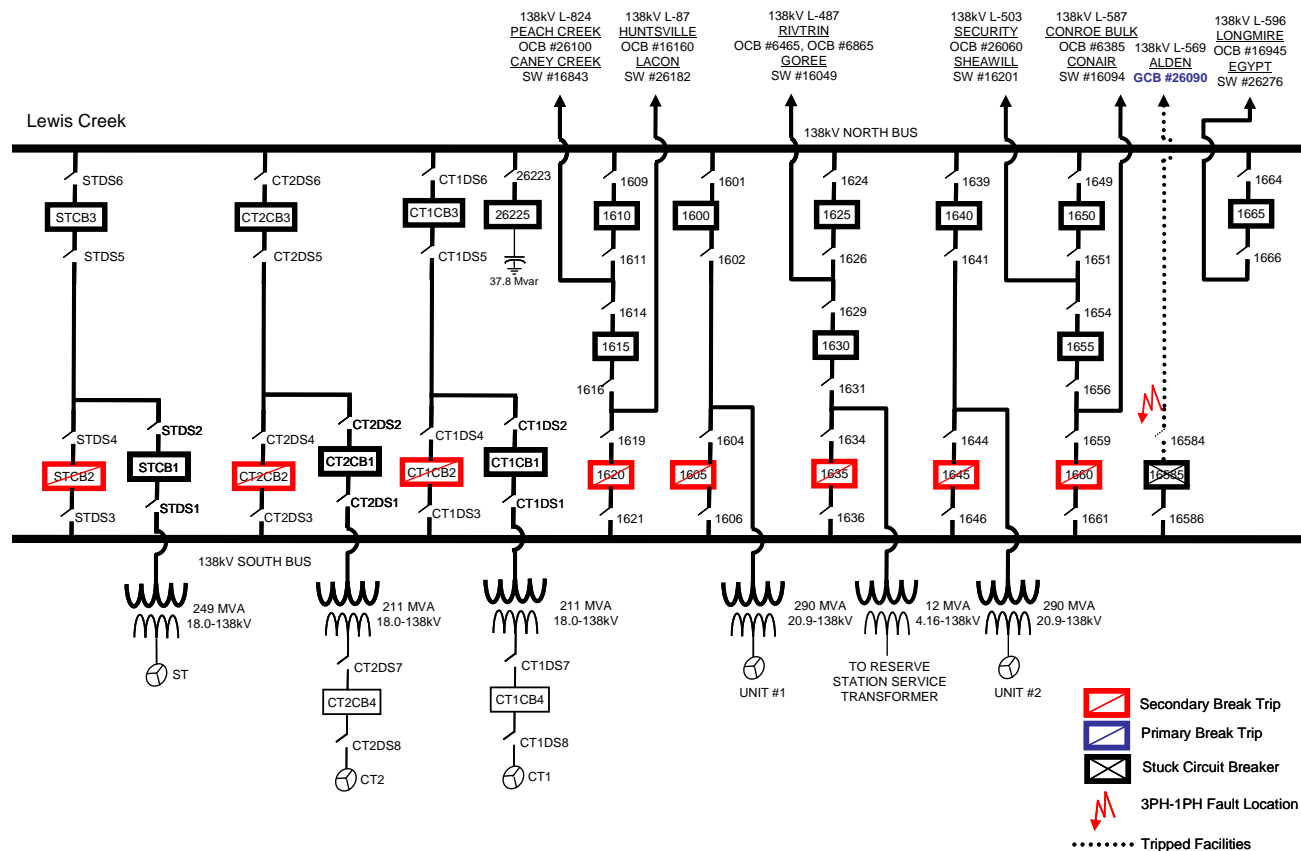 138kV L-824
PEACH CREEK
OCB #26100
CANEY CREEK
SW #16843
138kV L-87
HUNTSVILLE
OCB #16160
LACON
SW #26182
138kV L-487
RIVTRIN
OCB #6465, OCB #6865
GOREE
SW #16049
138kV L-503
SECURITY
OCB #26060
SHEAWILL
SW #16201
138kV L-587
CONROE BULK
OCB #6385
CONAIR
SW #16094
138kV L-569
ALDEN
GCB #26090
138kV L-596
LONGMIRE
OCB #16945
EGYPT
SW #26276
Lewis Creek
138kV NORTH BUS
STDS6
CT2DS6
CT1DS6
26223
1609
1601
1624
1639
1649
1664
STCB3
CT2CB3
CT1CB3
26225
1610
1600
1625
1640
1650
1665
STDS5
CT2DS5
CT1DS5
1611
1602
1626
1641
1651
1666
37.8 Mvar
1614
1629
1654
1615
1630
1655
1616
1631
1656
STDS2
CT2DS2
CT1DS2
STDS4
CT2DS4
CT1DS4
1619
1604
1634
1644
1659
16584
STCB2
STCB1
CT2CB2
CT2CB1
CT1CB2
CT1CB1
1620
1605
1635
1645
1660
16585
STDS3
STDS1
CT2DS3
CT2DS1
CT1DS3
CT1DS1
1621
1606
1636
1646
1661
16586
138kV SOUTH BUS
249 MVA
18.0-138kV
211 MVA
18.0-138kV
211 MVA
18.0-138kV
290 MVA
20.9-138kV
12 MVA
4.16-138kV
290 MVA
20.9-138kV
ST
CT2DS7
CT1DS7
CT2CB4
CT1CB4
CT2DS8
CT1DS8
CT2
CT1
UNIT #1
TO RESERVE
STATION SERVICE
TRANSFORMER
UNIT #2
Secondary Break Trip
Primary Break Trip
Stuck Circuit Breaker
3PH-1PH Fault Location
Tripped Facilities